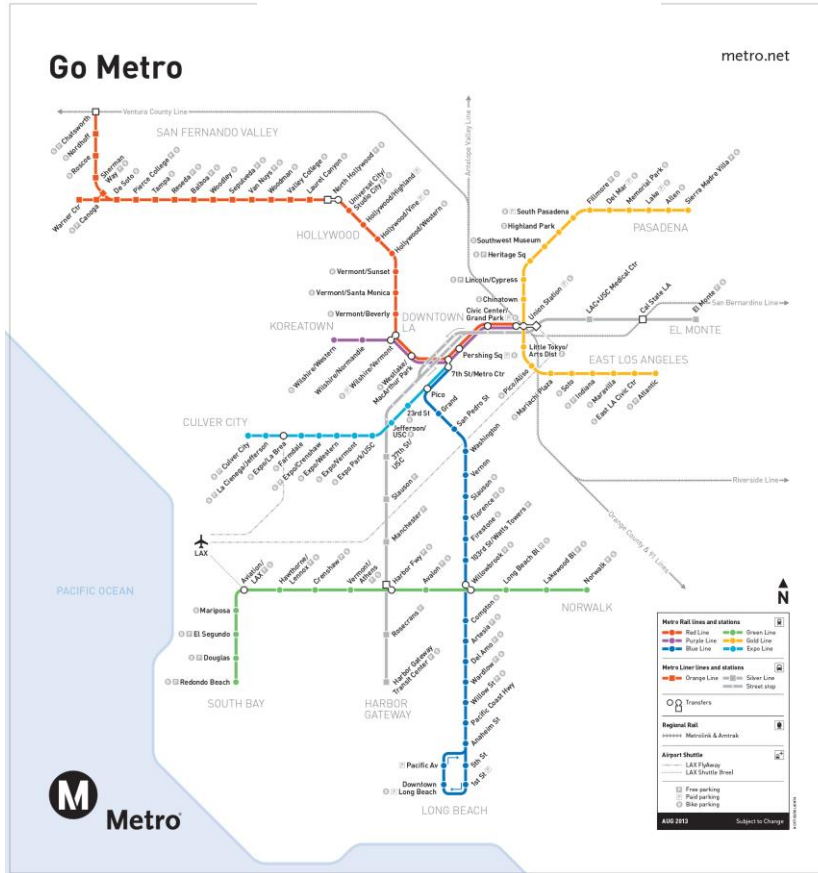 Go Metro
metro.net
Ventura County Line
SAN FERNANDO VALLEY
Antelope Valley Line
Chatsworth
Nordhoff
Roscoe
Sherman
Way
Warner Ctr
Canoga
De Soto
Pierce College
Tampa
Reseda
Balboa
Woodley
Sepulveda
Van Nuys
Woodman
Valley College
Laurel Canyon
North Hollywood
Universal City/
Studio City
Hollywood/Highland
Hollywood/Vine
Hollywood/Western
HOLLYWOOD
Vermont/Sunset
Vermont/Santa Monica
Vermont/Beverly
KOREATOWN
Wilshire/Western
Wilshire/Normandie
Wilshire/Vermont
Westlake/
MacArthur Park
DOWNTOWN
LA
Civic Center/
Grand Park
Pershing Sq
7th St/Metro Ctr
Union Station
Fillmore
Del Mar
Memorial Park
Lake
Allen
Sierra Madre Villa
South Pasadena
Highland Park
Southwest Museum
Heritage Sq
Lincoln/Cypress
Chinatown
PASADENA
LAC+USC Medical Ctr
Cal State LA
El Monte
San Bernardino Line
EL MONTE
Little Tokyo/
Arts Dist
EAST LOS ANGELES
Pico/Aliso
Mariachi Plaza
Soto
Indiana
Maravilla
East LA Civic Ctr
Atlantic
CULVER CITY
Culver City
La Cienega/Jefferson
Expo/La Brea
Farmdale
Expo/Crenshaw
Expo/Western
Expo/Vermont
Expo Park/USC
23rd St
Jefferson/
USC
37th St/
USC
Pico
Grand
San Pedro St
Washington
Vernon
Slauson
Florence
Firestone
103rd St/Watts Towers
Willowbrook
Slauson
Manchester
Harbor Fwy
Rosecrans
Harbor Gateway
Transit Center
HARBOR
GATEWAY
Riverside Line
Orange County & 91 Lines
LAX
PACIFIC OCEAN
Aviation/
LAX
Hawthorne/
Lennox
Crenshaw
Vermont/
Athens
Avalon
Long Beach Bl
Lakewood Bl
Norwalk
NORWALK
Mariposa
El Segundo
Douglas
Redondo Beach
SOUTH BAY
Compton
Artesia
Del Amo
Wardlow
Willow St
Pacific Coast Hwy
Anaheim St
5th St
1st St
Pacific Av
Downtown
Long Beach
LONG BEACH
N
Metro Rail lines and stations
Red Line
Green Line
Purple Line
Gold Line
Blue Line
Expo Line
Metro Liner lines and stations
Orange Line
Silver Line
Street stop
Transfers
Regional Rail
Metrolink & Amtrak
Airport Shuttle
LAX FlyAway
LAX Shuttle (free)
Free parking
Paid parking
Bike parking
AUG 2013
Subject to Change
M
Metro